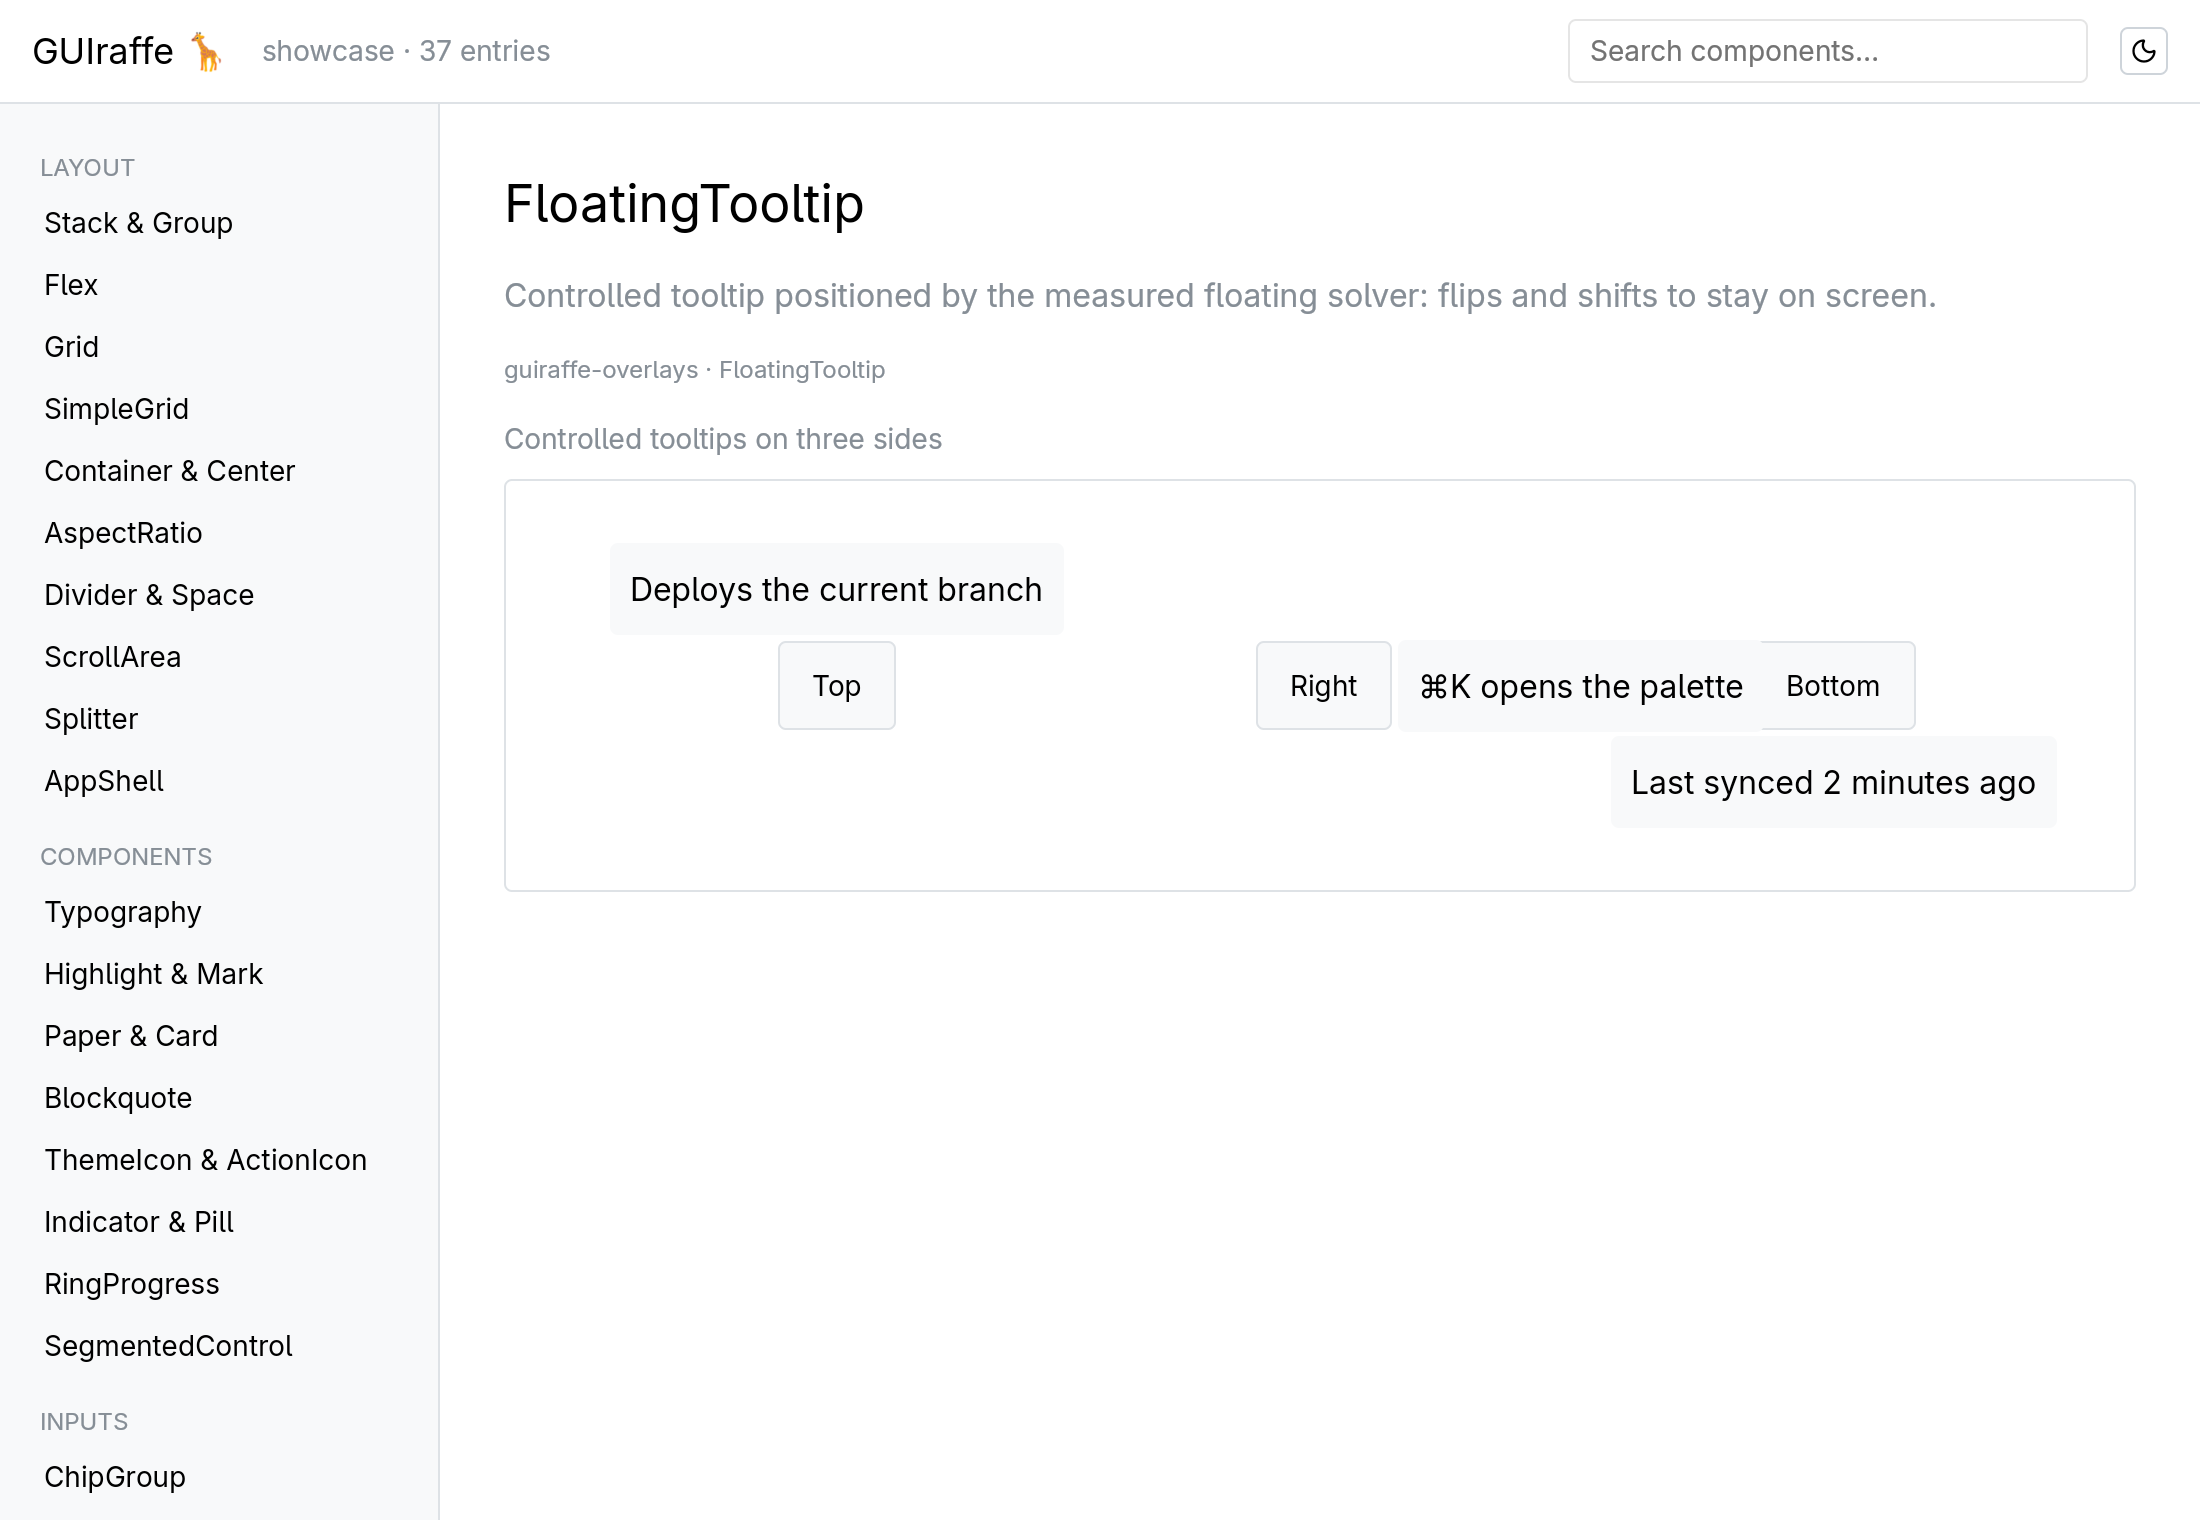 GUIraffe 🦒 showcase · 37 entries
Search components...
LAYOUT
Stack & Group
Flex
Grid
SimpleGrid
Container & Center
AspectRatio
Divider & Space
ScrollArea
Splitter
AppShell
COMPONENTS
Typography
Highlight & Mark
Paper & Card
Blockquote
ThemeIcon & ActionIcon
Indicator & Pill
RingProgress
SegmentedControl
INPUTS
ChipGroup
FloatingTooltip
Controlled tooltip positioned by the measured floating solver: flips and shifts to stay on screen.
guiraffe-overlays · FloatingTooltip
Controlled tooltips on three sides
Deploys the current branch
Top
Right
⌘K opens the palette
Bottom
Last synced 2 minutes ago